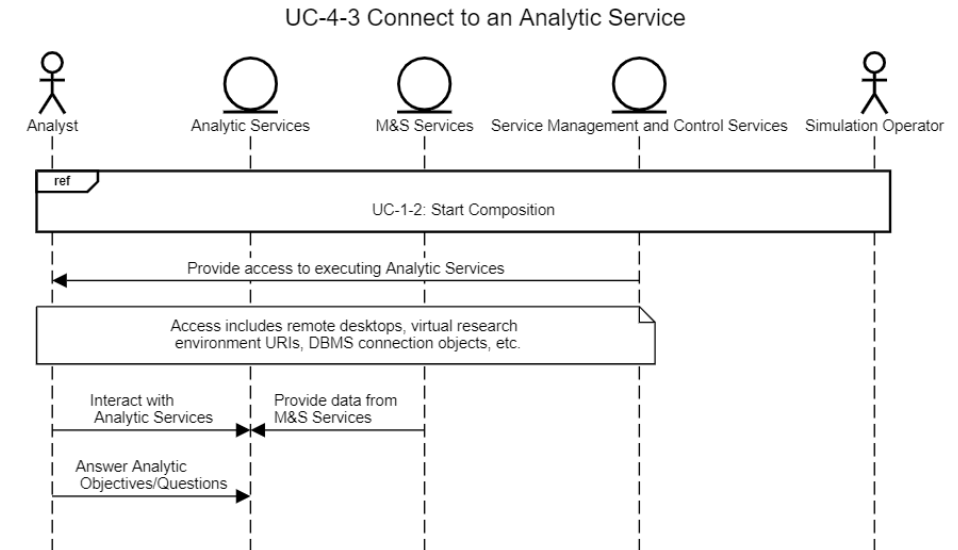 UC-4-3 Connect to an Analytic Service
Analyst
Analytic Services
M&S Services
Service Management and Control Services
Simulation Operator
ref
UC-1-2: Start Composition
Provide access to executing Analytic Services
Access includes remote desktops, virtual research
environment URIs, DBMS connection objects, etc.
Interact with
Analytic Services
Provide data from
M&S Services
Answer Analytic
Objectives/Questions